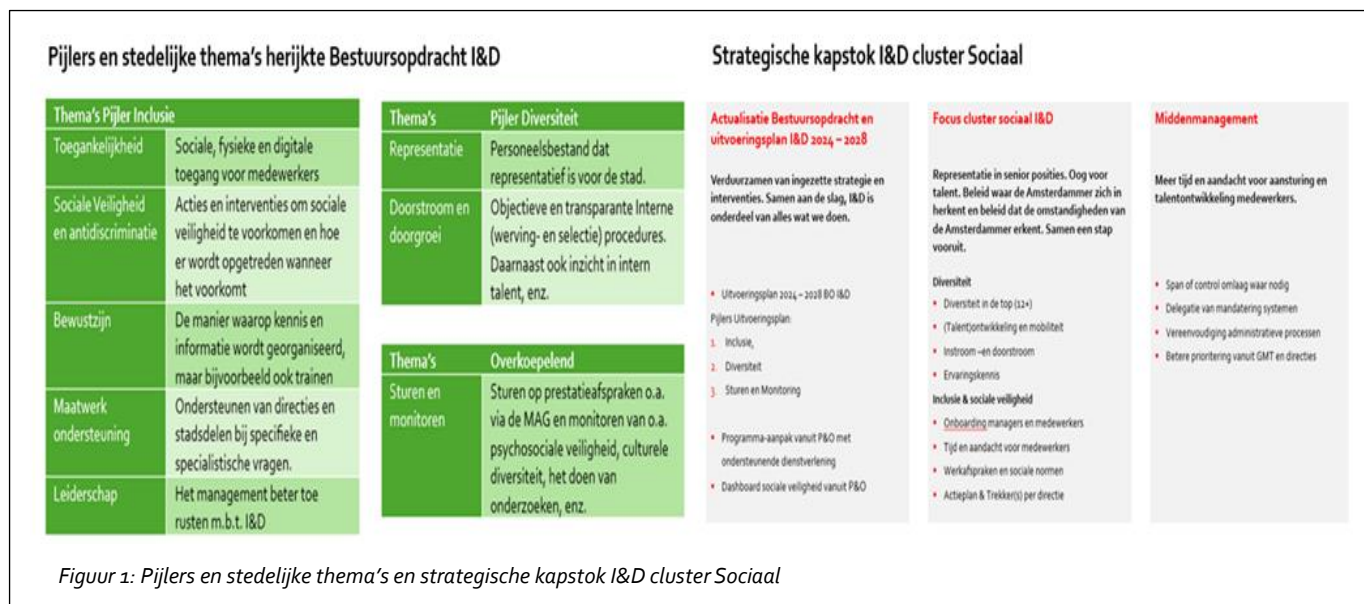 Pijlers en stedelijke thema's herijkte Bestuursopdracht I&D
Thema's Pijler Inclusie
Toegankelijkheid
Sociale, fysieke en digitale
toegang voor medewerkers
Sociale Veiligheid
en antidiscriminatie
Acties en interventies om sociale
veiligheid te voorkomen en hoe
er wordt opgetreden wanneer
het voorkomt
Bewustzijn
De manier waarop kennis en
informatie wordt georganiseerd,
maar bijvoorbeeld ook trainen
Maatwerk
ondersteuning
Ondersteunen van directies en
stadsdelen bij specifieke en
specialistische vragen.
Leiderschap
Het management beter toe
rusten m.b.t. I&D
Thema's
Pijler Diversiteit
Representatie
Personeelsbestand dat
representatief is voor de stad.
Doorstroom en
doorgroei
Objectieve en transparante Interne
(werving- en selectie) procedures.
Daarnaast ook inzicht in intern
talent, enz.
Thema's
Overkoepelend
Sturen en
monitoren
Sturen op prestatieafspraken o.a.
via de MAG en monitoren van o.a.
psychosociale veiligheid, culturele
diversiteit, het doen van
onderzoeken, enz.
Strategische kapstok I&D cluster Sociaal
Actualisatie Bestuursopdracht en
uitvoeringsplan I&D 2024 – 2028
Verduurzamen van ingezette strategie en
interventies. Samen aan de slag, I&D is
onderdeel van alles wat we doen.
• Uitvoeringsplan 2024 – 2028 BO I&D
Pijlers Uitvoeringsplan:
1. Inclusie,
2. Diversiteit
3. Sturen en Monitoring
• Programma-aanpak vanuit P&O met
ondersteunende dienstverlening
• Dashboard sociale veiligheid vanuit P&O
Focus cluster sociaal I&D
Representatie in senior posities. Oog voor
talent. Beleid waar de Amsterdammer zich in
herkent en beleid dat de omstandigheden van
de Amsterdammer erkent. Samen een stap
vooruit.
Diversiteit
• Diversiteit in de top (12+)
• (Talent)ontwikkeling en mobiliteit
• Instroom –en doorstroom
• Ervaringskennis
Inclusie & sociale veiligheid
• Onboarding managers en medewerkers
• Tijd en aandacht voor medewerkers
• Werkafspraken en sociale normen
• Actieplan & Trekker(s) per directie
Middenmanagement
Meer tijd en aandacht voor aansturing en
talentontwikkeling medewerkers.
• Span of control omlaag waar nodig
• Delegatie van mandatering systemen
• Vereenvoudiging administratieve processen
• Betere prioritering vanuit GMT en directies
Figuur 1: Pijlers en stedelijke thema's en strategische kapstok I&D cluster Sociaal